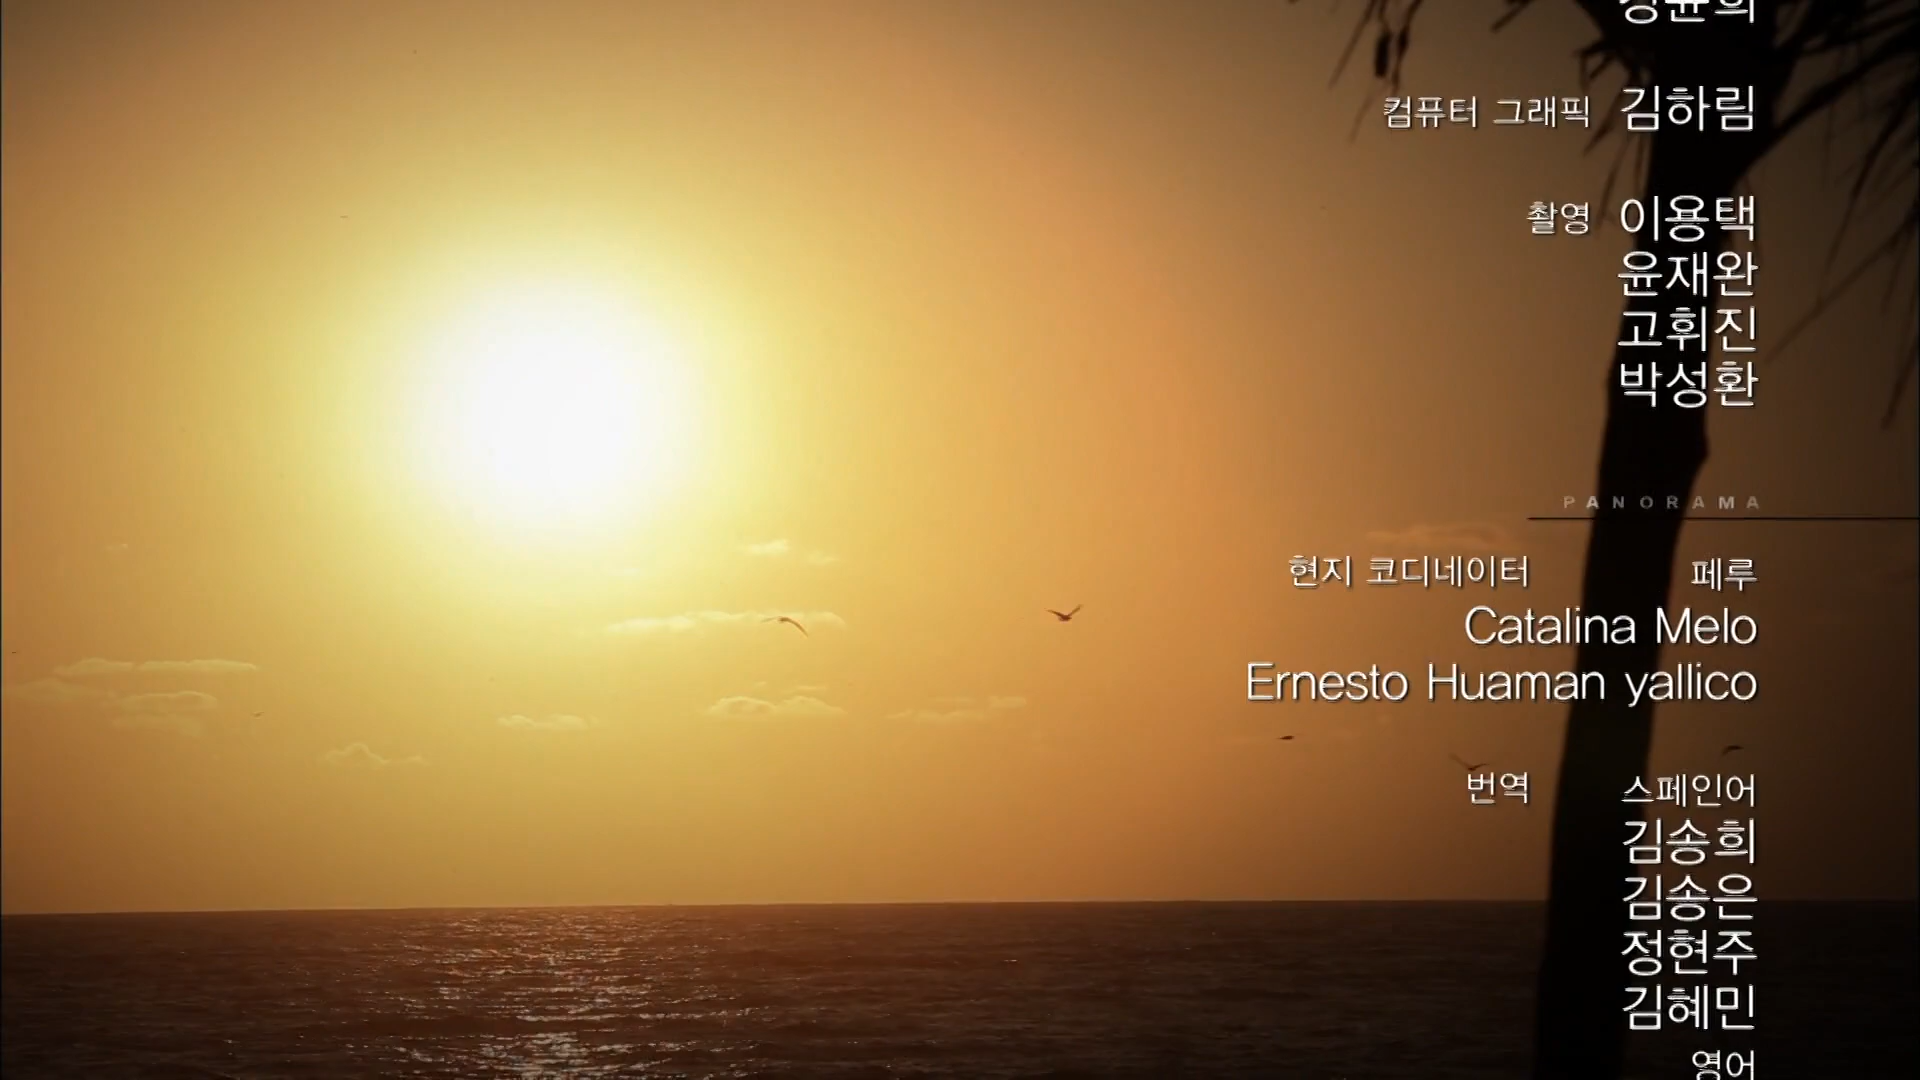 컴퓨터 그래픽 김하림
촬영 이용택
윤재완
고휘진
박성환
PANORAMA
현지 코디네이터 페루
Catalina Melo
Ernesto Huaman yallico
번역 스페인어
김송희
김송은
정현주
김혜민
영어